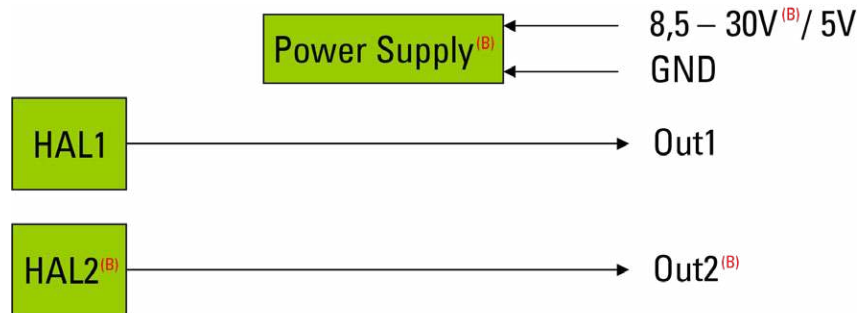 8,5 – 30V(B)/ 5V
Power Supply(B)
GND
HAL1
Out1
HAL2(B)
Out2(B)